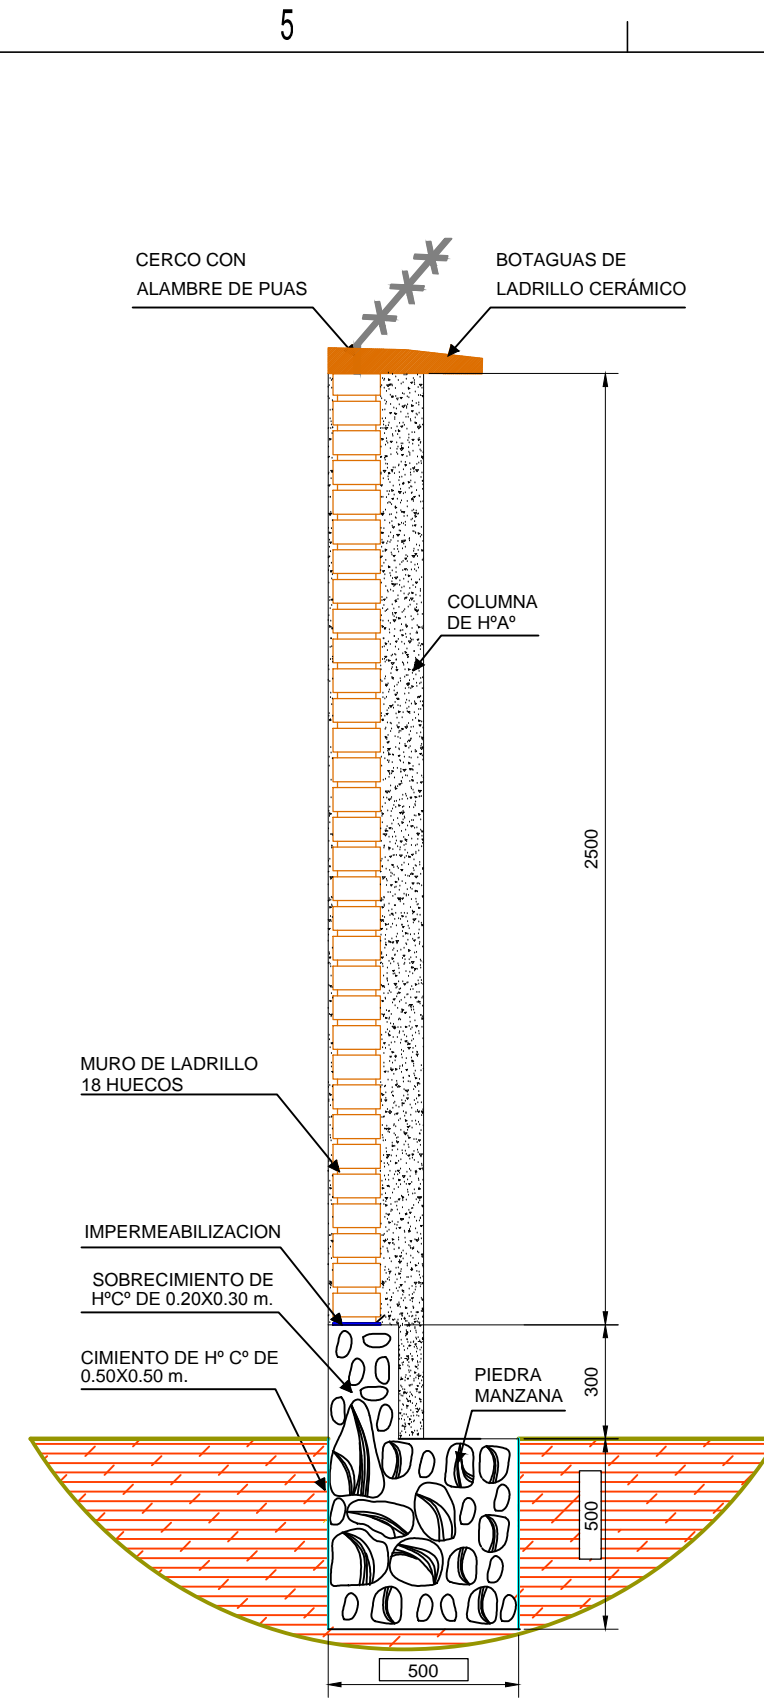 5
CERCO CON
ALAMBRE DE PUAS
BOTAGUAS DE
LADRILLO CERÁMICO
COLUMNA
DE HºAº
2500
MURO DE LADRILLO
18 HUECOS
IMPERMEABILIZACION
SOBRECIMIENTO DE
HºCº DE 0.20X0.30 m.
CIMIENTO DE Hº Cº DE
0.50X0.50 m.
PIEDRA
MANZANA
300
500
500